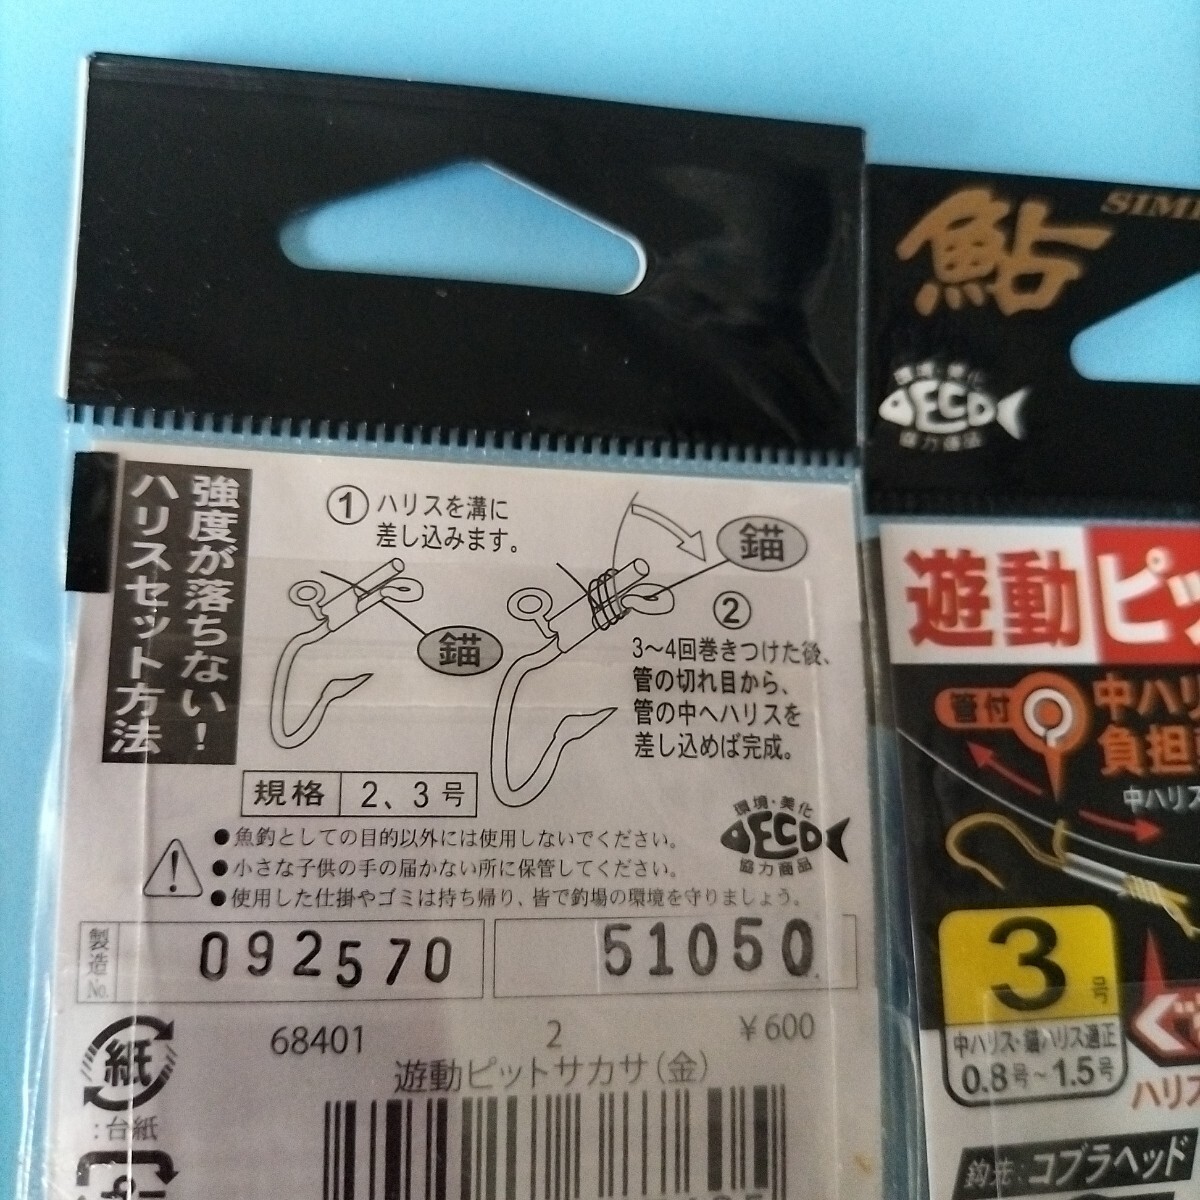 強度が落ちない！
ハリスセット方法
① ハリスを溝に
差し込みます。
錨
錨
②
3〜4回巻きつけた後、
管の切れ目から、
管の中へハリスを
差し込めば完成。
規格 2、3号
●魚釣としての目的以外には使用しないでください。
●小さな子供の手の届かない所に保管してください。
●使用した仕掛やゴミは持ち帰り、皆で釣場の環境を守りましょう。
環境・美化
ECO
協力商品
製造No. 092570 51050
68401 2 ￥600
遊動ピットサカサ（金）
紙
:台紙
鮎
環境・美化
ECO
協力商品
遊動
管付
中ハリ
負担
中ハリス
3号
中ハリス・錨ハリス適正
0.8号~1.5号
ハリス
鈎先:コブラヘッド